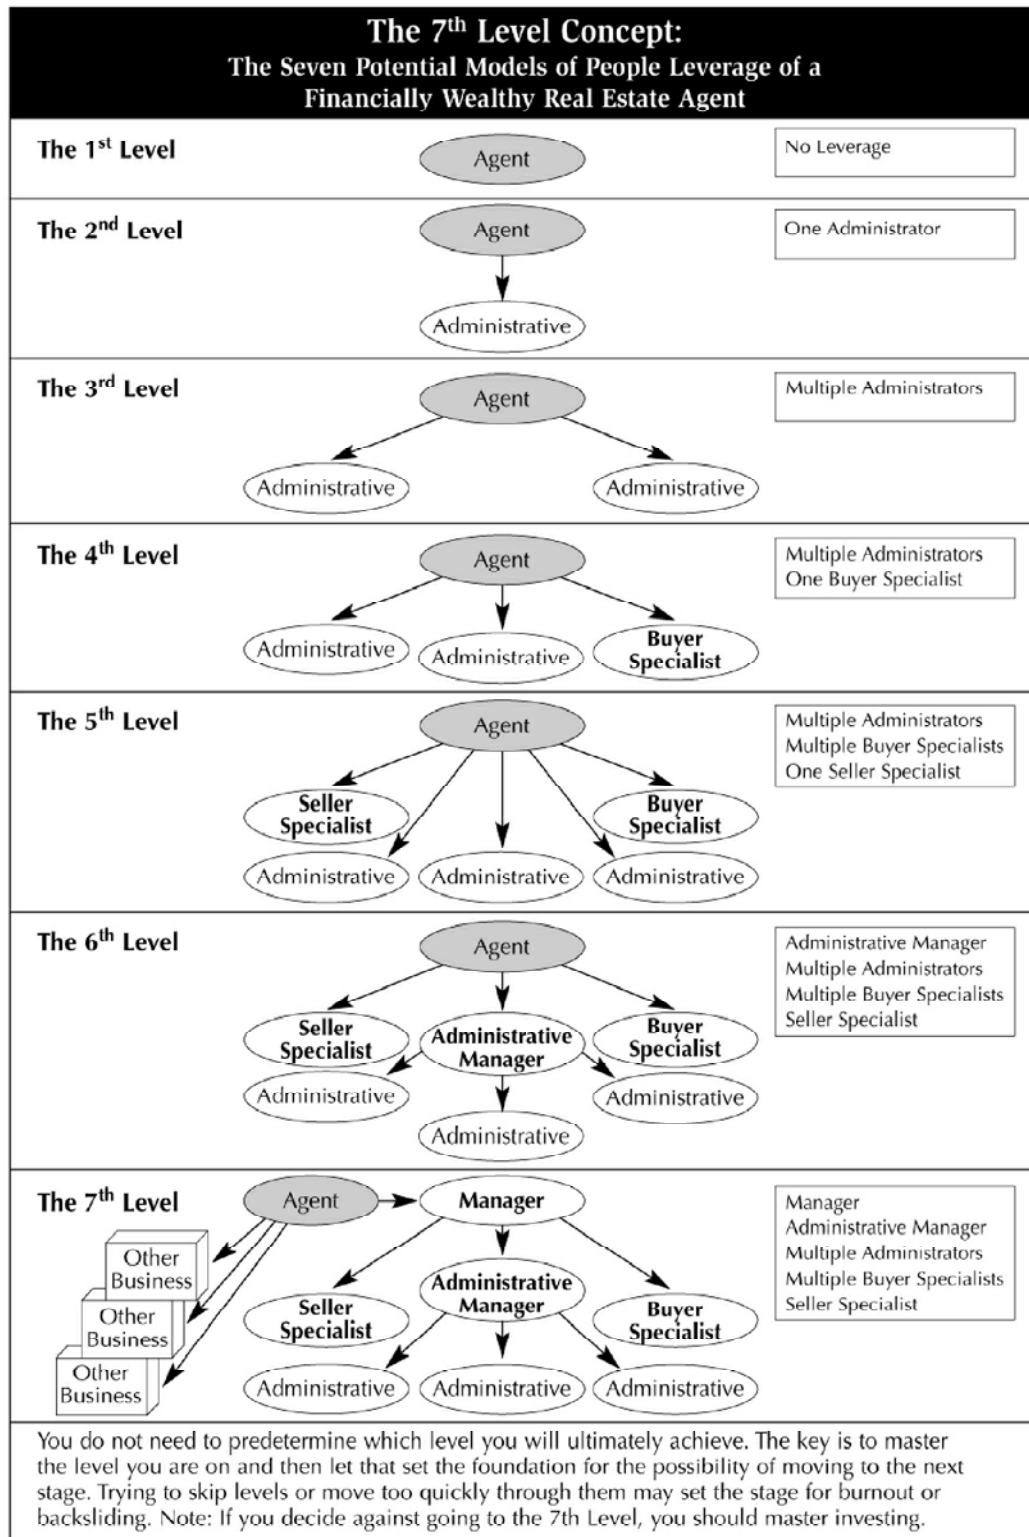 The 7th Level Concept:
The Seven Potential Models of People Leverage of a
Financially Wealthy Real Estate Agent
The 1st Level
Agent
No Leverage
The 2nd Level
Agent
One Administrator
Administrative
The 3rd Level
Agent
Multiple Administrators
Administrative
Administrative
The 4th Level
Agent
Multiple Administrators
One Buyer Specialist
Administrative
Administrative
Buyer
Specialist
The 5th Level
Agent
Multiple Administrators
Multiple Buyer Specialists
One Seller Specialist
Seller
Specialist
Buyer
Specialist
Administrative
Administrative
Administrative
The 6th Level
Agent
Administrative Manager
Multiple Administrators
Multiple Buyer Specialists
Seller Specialist
Seller
Specialist
Administrative
Manager
Buyer
Specialist
Administrative
Administrative
Administrative
The 7th Level
Agent
Manager
Manager
Administrative Manager
Multiple Administrators
Multiple Buyer Specialists
Seller Specialist
Other
Business
Other
Business
Other
Business
Seller
Specialist
Administrative
Manager
Buyer
Specialist
Administrative
Administrative
Administrative
You do not need to predetermine which level you will ultimately achieve. The key is to master
the level you are on and then let that set the foundation for the possibility of moving to the next
stage. Trying to skip levels or move too quickly through them may set the stage for burnout or
backsliding. Note: If you decide against going to the 7th Level, you should master investing.